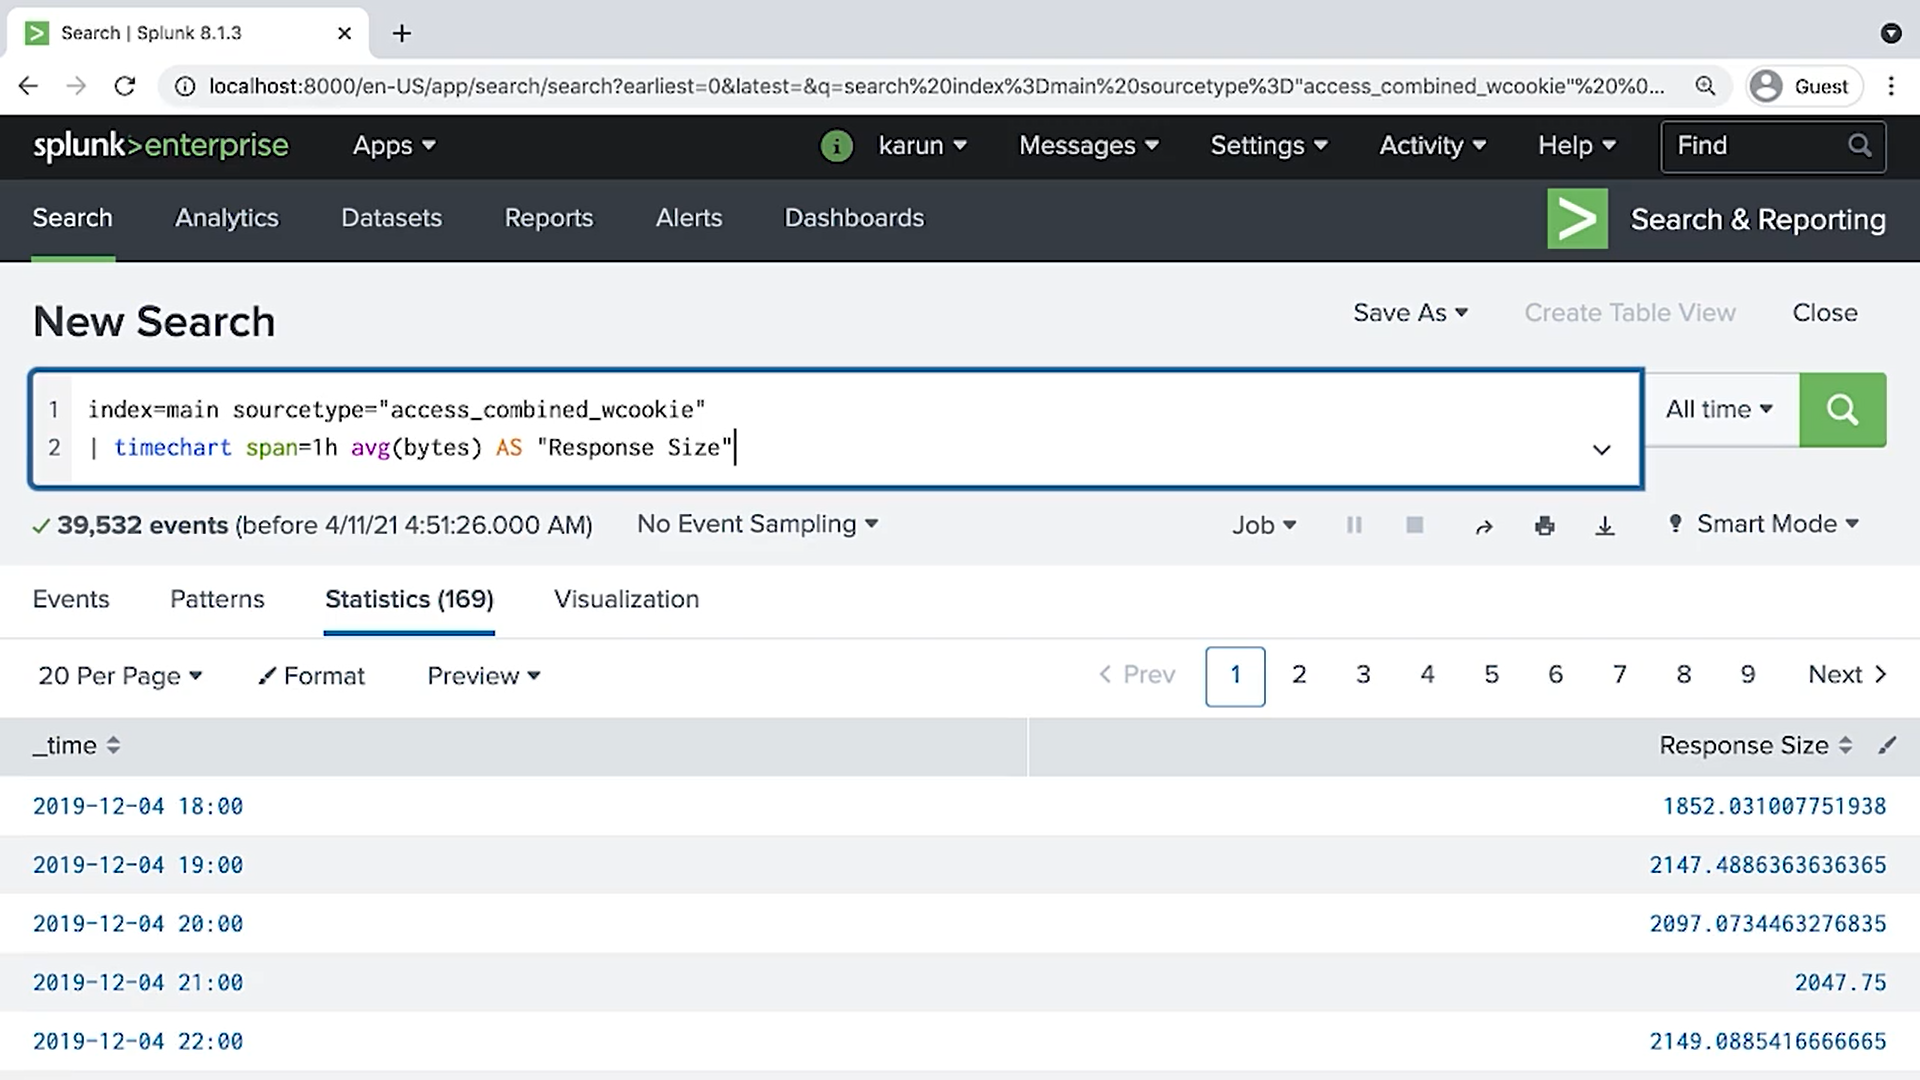 Search | Splunk 8.1.3
localhost:8000/en-US/app/search/search?earliest=0&latest=&q=search%20index%3Dmain%20sourcetype%3D"access_combined_wcookie"%20%0... Guest
splunk>enterprise Apps i karun Messages Settings Activity Help Find
Search Analytics Datasets Reports Alerts Dashboards Search & Reporting
New Search Save As Create Table View Close
1 index=main sourcetype="access_combined_wcookie" All time
2 | timechart span=1h avg(bytes) AS "Response Size"
39,532 events (before 4/11/21 4:51:26.000 AM) No Event Sampling Job Smart Mode
Events Patterns Statistics (169) Visualization
20 Per Page Format Preview < Prev 1 2 3 4 5 6 7 8 9 Next >
_time Response Size
2019-12-04 18:00 1852.031007751938
2019-12-04 19:00 2147.4886363636365
2019-12-04 20:00 2097.0734463276835
2019-12-04 21:00 2047.75
2019-12-04 22:00 2149.0885416666665